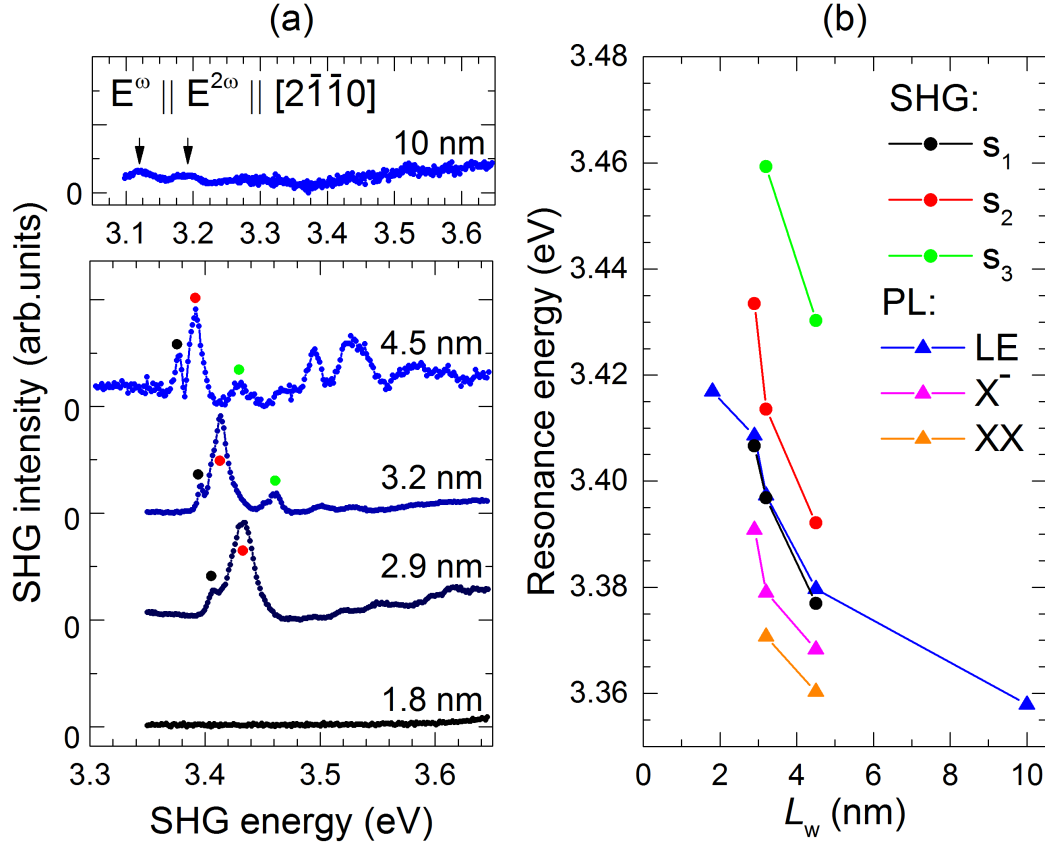 (a)
E^ω || E^2ω || [21̄1̄0]
10 nm
0
3.1 3.2 3.3 3.4 3.5 3.6
SHG intensity (arb.units)
4.5 nm
0
3.2 nm
0
2.9 nm
0
1.8 nm
0
3.3 3.4 3.5 3.6
SHG energy (eV)
(b)
Resonance energy (eV)
3.48
3.46
3.44
3.42
3.40
3.38
3.36
SHG:
s₁
s₂
s₃
PL:
LE
X⁻
XX
0 2 4 6 8 10
L_w (nm)